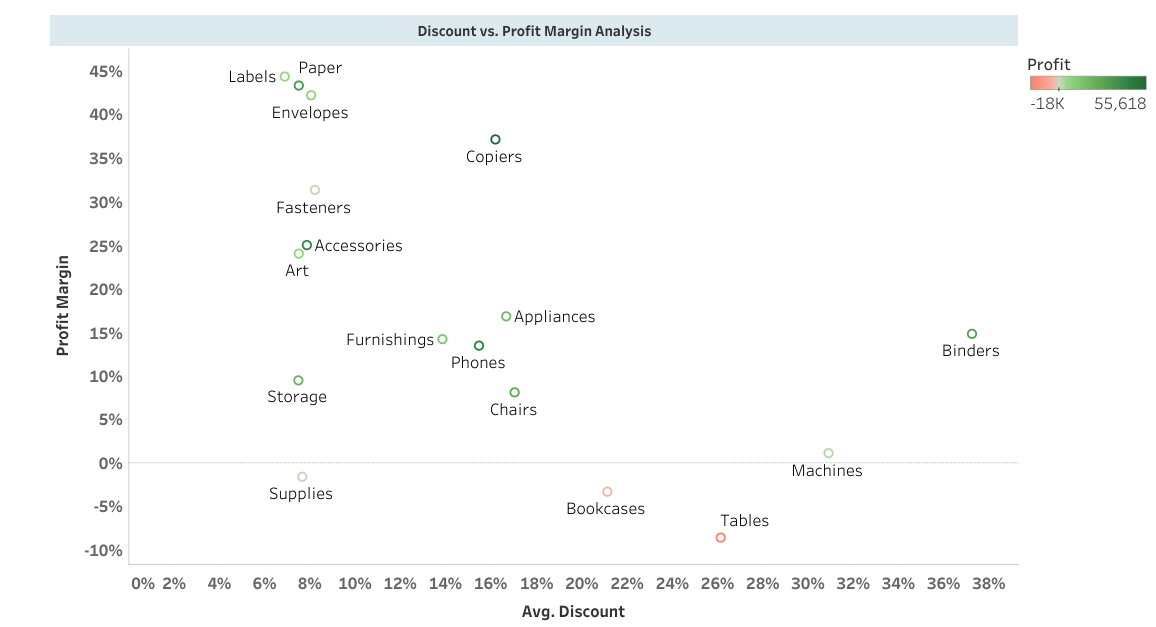 Discount vs. Profit Margin Analysis
Profit
-18K 55,618
Profit Margin
45%
40%
35%
30%
25%
20%
15%
10%
5%
0%
-5%
-10%
Labels
Paper
Envelopes
Copiers
Fasteners
Accessories
Art
Appliances
Furnishings
Phones
Binders
Storage
Chairs
Machines
Supplies
Bookcases
Tables
0% 2% 4% 6% 8% 10% 12% 14% 16% 18% 20% 22% 24% 26% 28% 30% 32% 34% 36% 38%
Avg. Discount